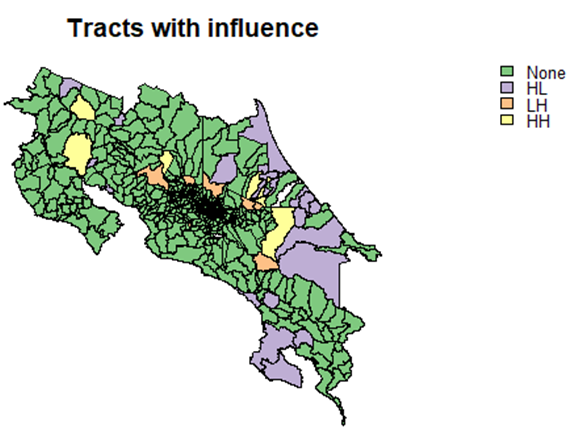 Tracts with influence
None
HL
LH
HH